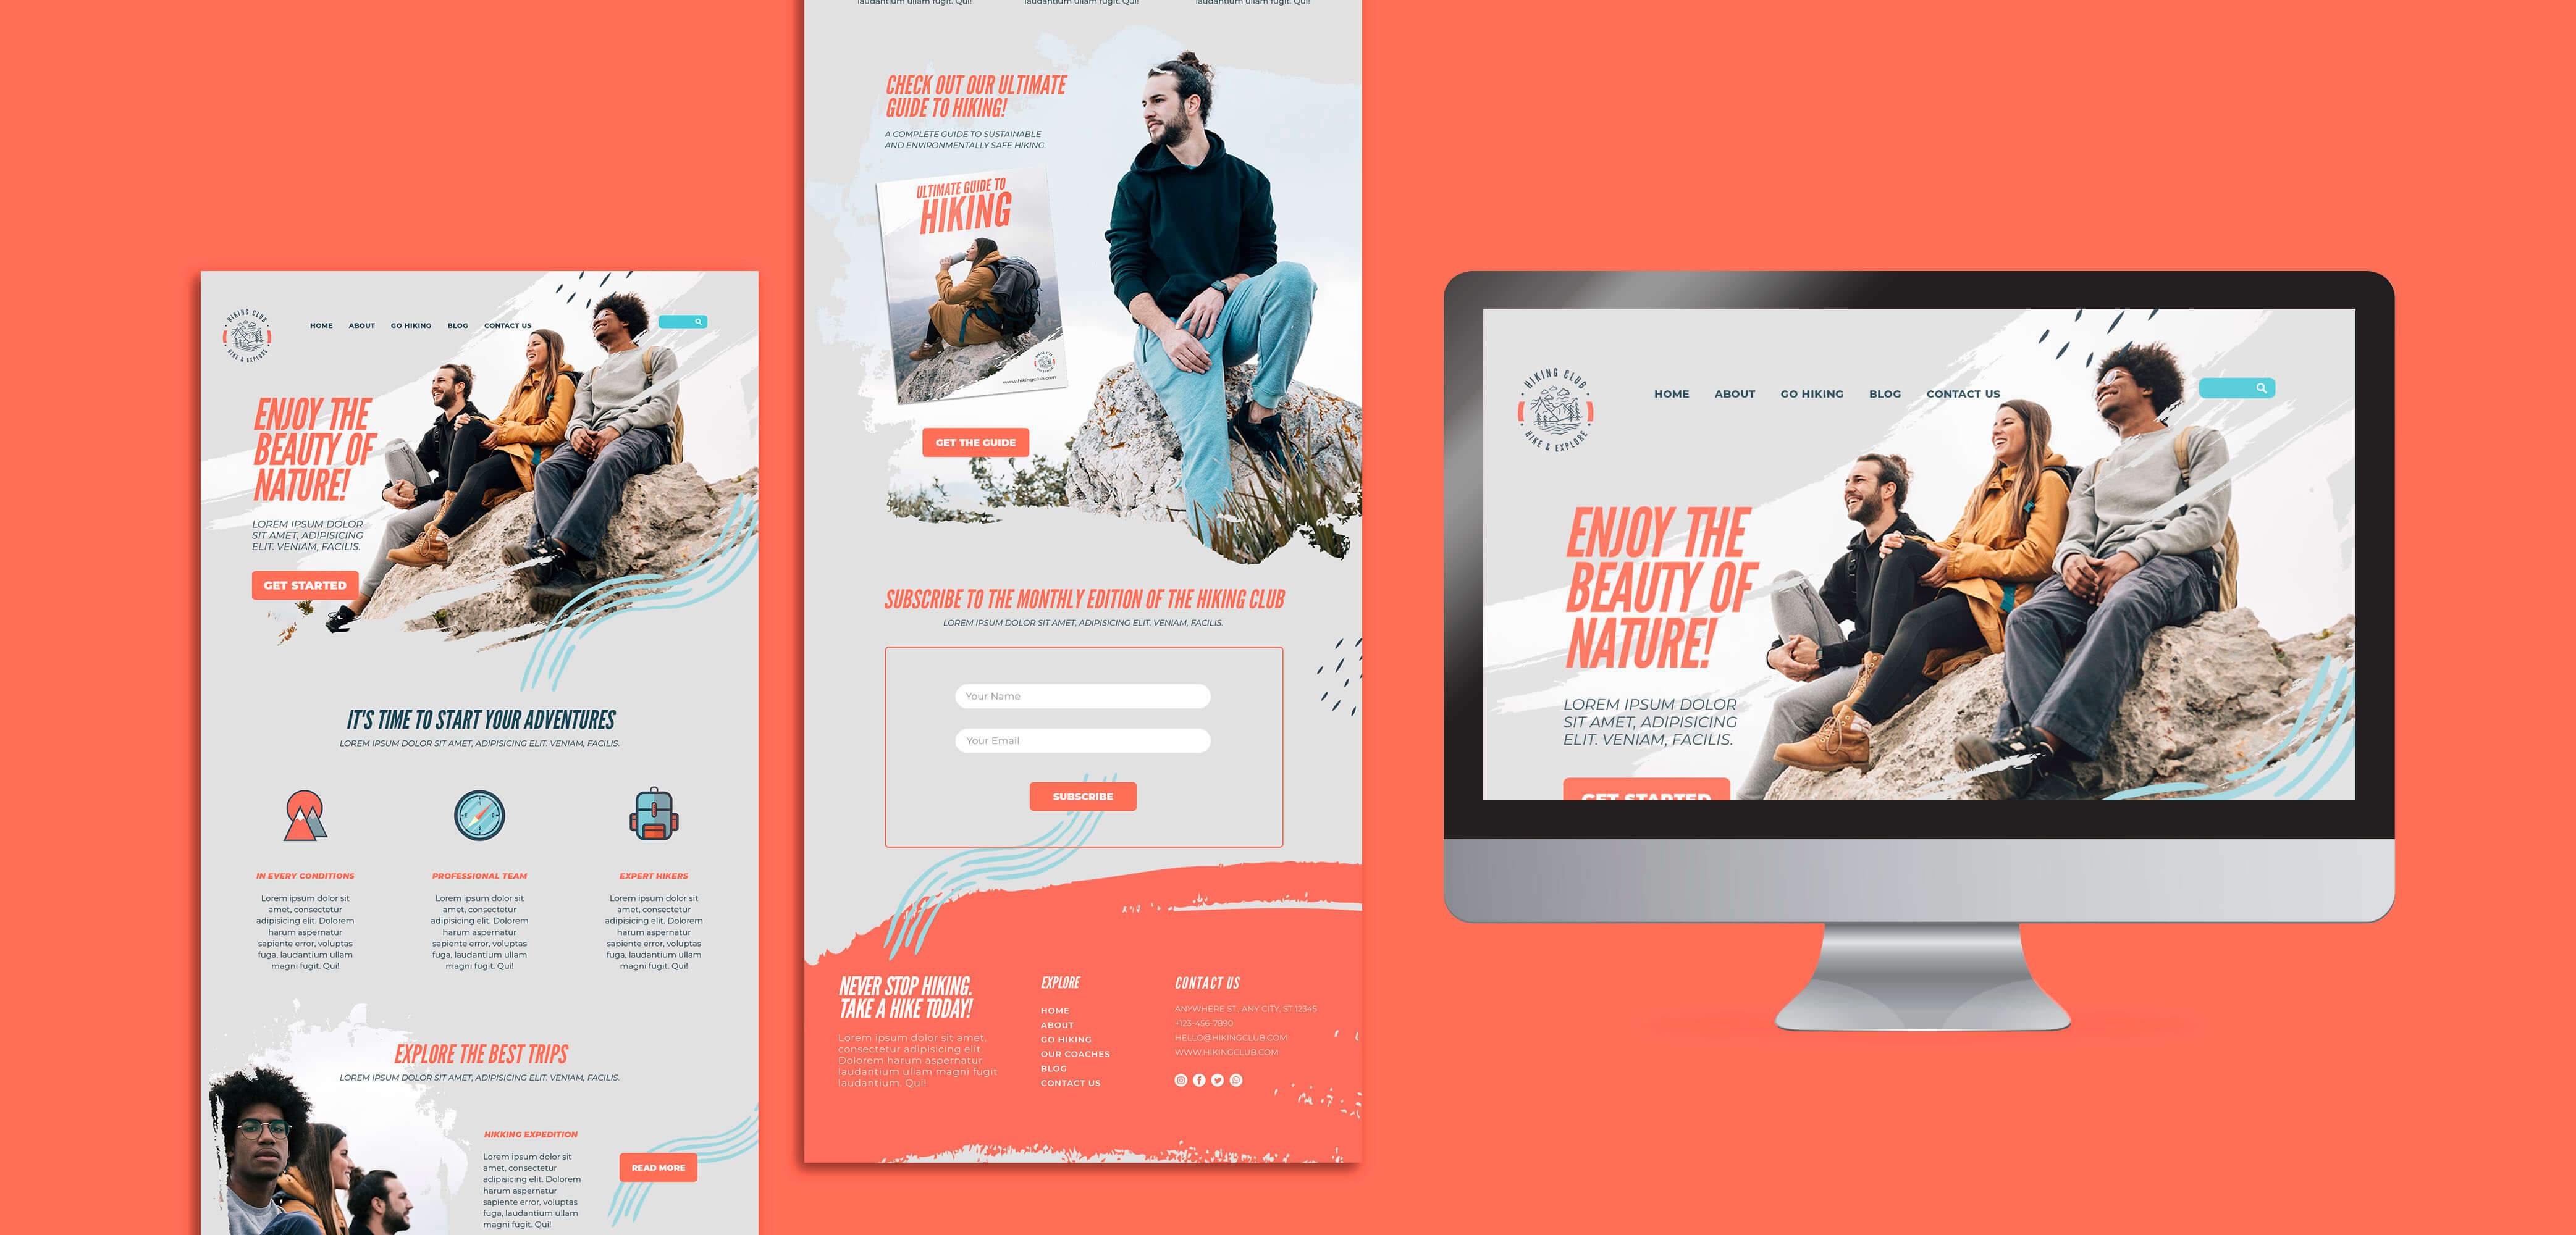 HIKING CLUB
HIKE & EXPLORE
HOME ABOUT GO HIKING BLOG CONTACT US
ENJOY THE
BEAUTY OF
NATURE!
LOREM IPSUM DOLOR
SIT AMET, ADIPISICING
ELIT. VENIAM, FACILIS.
GET STARTED
IT'S TIME TO START YOUR ADVENTURES
LOREM IPSUM DOLOR SIT AMET, ADIPISICING ELIT. VENIAM, FACILIS.
IN EVERY CONDITIONS
Lorem ipsum dolor sit
amet, consectetur
adipisicing elit. Dolorem
harum aspernatur
sapiente error, voluptas
fuga, laudantium ullam
magni fugit. Qui!
PROFESSIONAL TEAM
Lorem ipsum dolor sit
amet, consectetur
adipisicing elit. Dolorem
harum aspernatur
sapiente error, voluptas
fuga, laudantium ullam
magni fugit. Qui!
EXPERT HIKERS
Lorem ipsum dolor sit
amet, consectetur
adipisicing elit. Dolorem
harum aspernatur
sapiente error, voluptas
fuga, laudantium ullam
magni fugit. Qui!
EXPLORE THE BEST TRIPS
LOREM IPSUM DOLOR SIT AMET, ADIPISICING ELIT. VENIAM, FACILIS.
HIKKING EXPEDITION
Lorem ipsum dolor sit
amet, consectetur
adipisicing elit. Dolorem
harum aspernatur
sapiente error, voluptas
fuga, laudantium ullam
magni fugit. Qui!
READ MORE
laudantium ullam fugit. Qui!
laudantium ullam fugit. Qui!
laudantium ullam fugit. Qui!
CHECK OUT OUR ULTIMATE
GUIDE TO HIKING!
A COMPLETE GUIDE TO SUSTAINABLE
AND ENVIRONMENTALLY SAFE HIKING.
ULTIMATE GUIDE TO
HIKING
www.hikingclub.com
GET THE GUIDE
SUBSCRIBE TO THE MONTHLY EDITION OF THE HIKING CLUB
LOREM IPSUM DOLOR SIT AMET, ADIPISICING ELIT. VENIAM, FACILIS.
Your Name
Your Email
SUBSCRIBE
NEVER STOP HIKING.
TAKE A HIKE TODAY!
Lorem ipsum dolor sit amet,
consectetur adipisicing elit.
Dolorem harum aspernatur
laudantium ullam magni fugit
laudantium. Qui!
EXPLORE
HOME
ABOUT
GO HIKING
OUR COACHES
BLOG
CONTACT US
CONTACT US
ANYWHERE ST., ANY CITY, ST 12345
+123-456-7890
HELLO@HIKINGCLUB.COM
WWW.HIKINGCLUB.COM
HIKING CLUB
HIKE & EXPLORE
HOME ABOUT GO HIKING BLOG CONTACT US
ENJOY THE
BEAUTY OF
NATURE!
LOREM IPSUM DOLOR
SIT AMET, ADIPISICING
ELIT. VENIAM, FACILIS.
GET STARTED